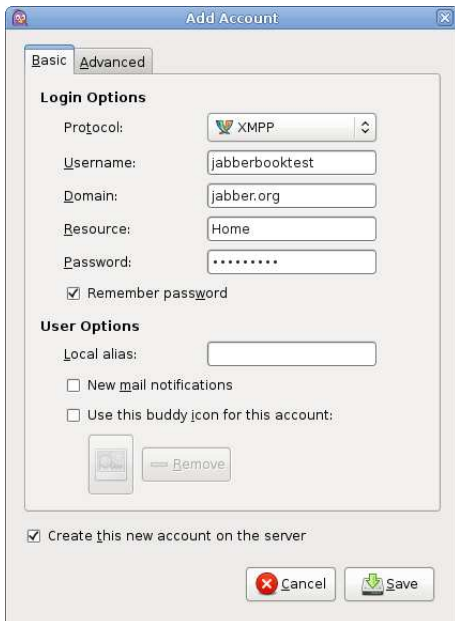 Add Account
Basic Advanced
Login Options
Protocol: XMPP
Username: jabberbooktest
Domain: jabber.org
Resource: Home
Password: •••••••••
Remember password
User Options
Local alias:
New mail notifications
Use this buddy icon for this account:
Remove
Create this new account on the server
Cancel Save